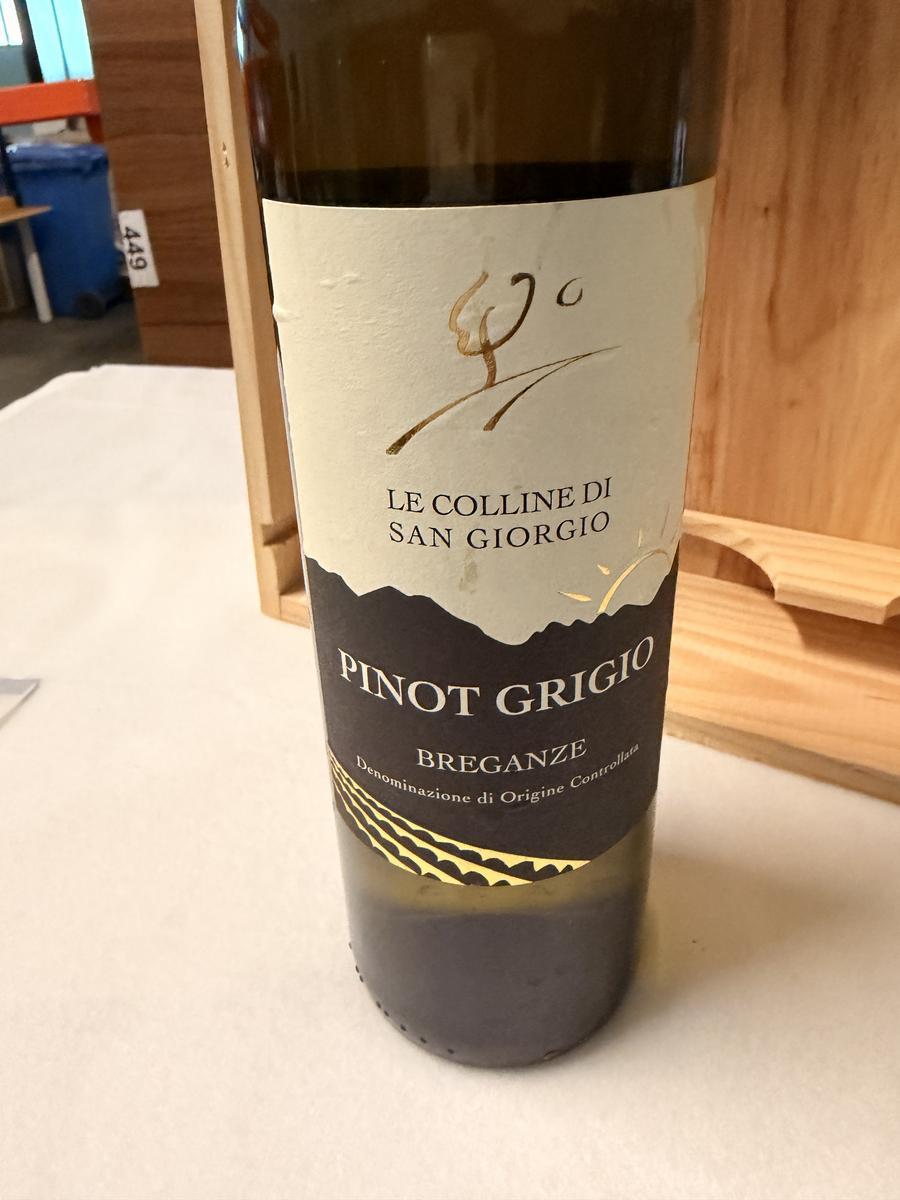 449
LE COLLINE DI
SAN GIORGIO
PINOT GRIGIO
BREGANZE
Denominazione di Origine Controllata